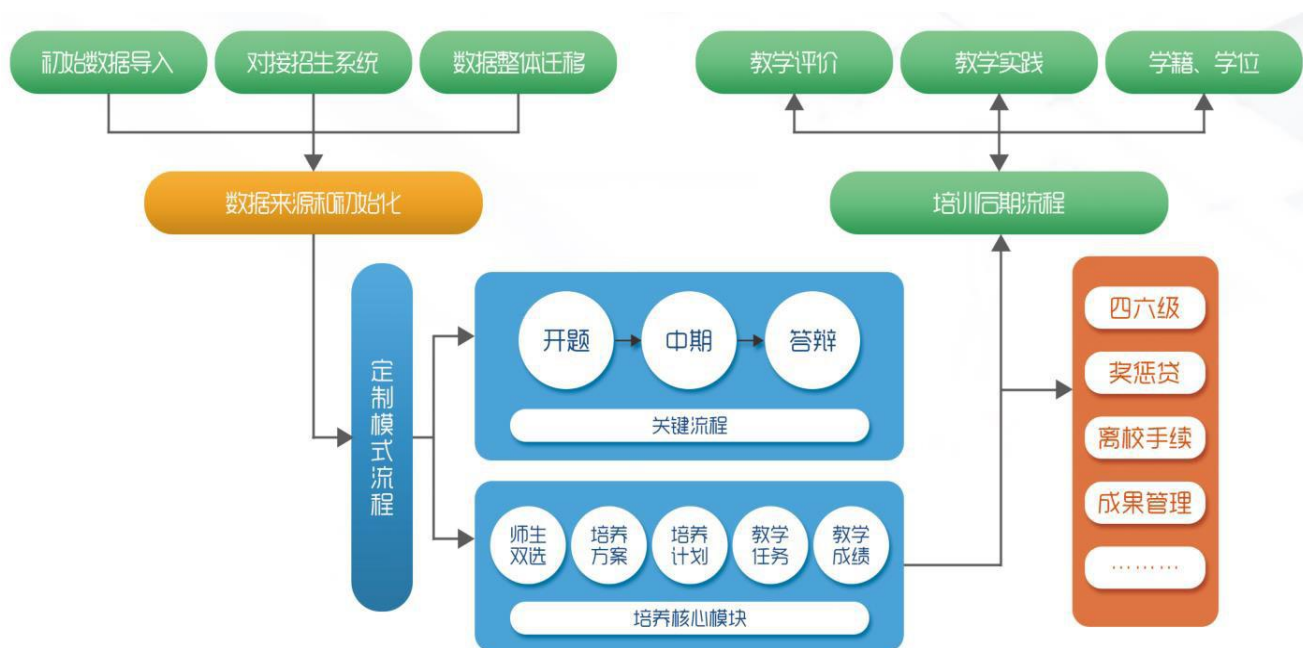 初始数据导入
对接招生系统
数据整体迁移
教学评价
教学实践
学籍、学位
数据来源和初始化
培训后期流程
定制模式流程
开题
中期
答辩
关键流程
师生
双选
培养
方案
培养
计划
教学
任务
教学
成绩
培养核心模块
四六级
奖惩贷
离校手续
成果管理
………